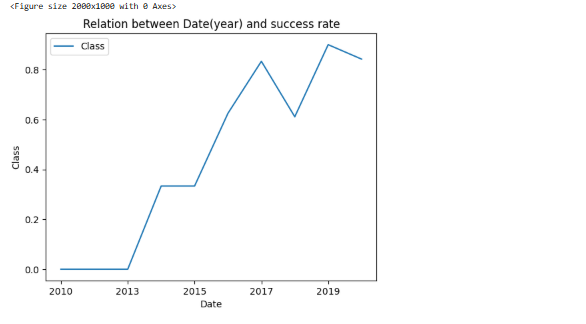 <Figure size 2000x1000 with 0 Axes>
Relation between Date(year) and success rate
Class
0.8
0.6
Class
0.4
0.2
0.0
2010 2013 2015 2017 2019
Date